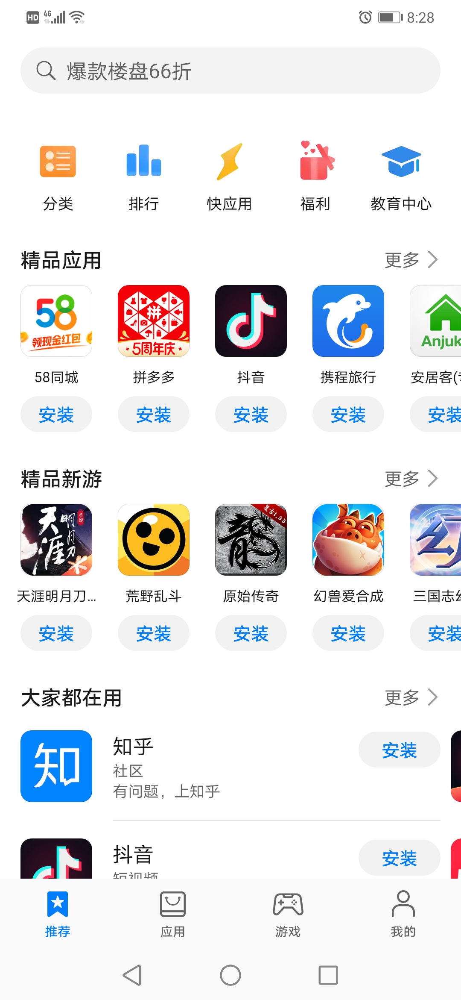 HD 4G 8:28
爆款楼盘66折
分类 排行 快应用 福利 教育中心
精品应用 更多
58
领现金红包
拼
5周年庆
Anjuk
58同城 拼多多 抖音 携程旅行 安居客(
安装 安装 安装 安装 安装
精品新游 更多
天涯明月刀
手游
复古1.85
龍
幻
天涯明月刀... 荒野乱斗 原始传奇 幻兽爱合成 三国志幻
安装 安装 安装 安装 安装
大家都在用 更多
知
知乎 安装
社区
有问题，上知乎
抖音 安装
短视频
推荐 应用 游戏 我的